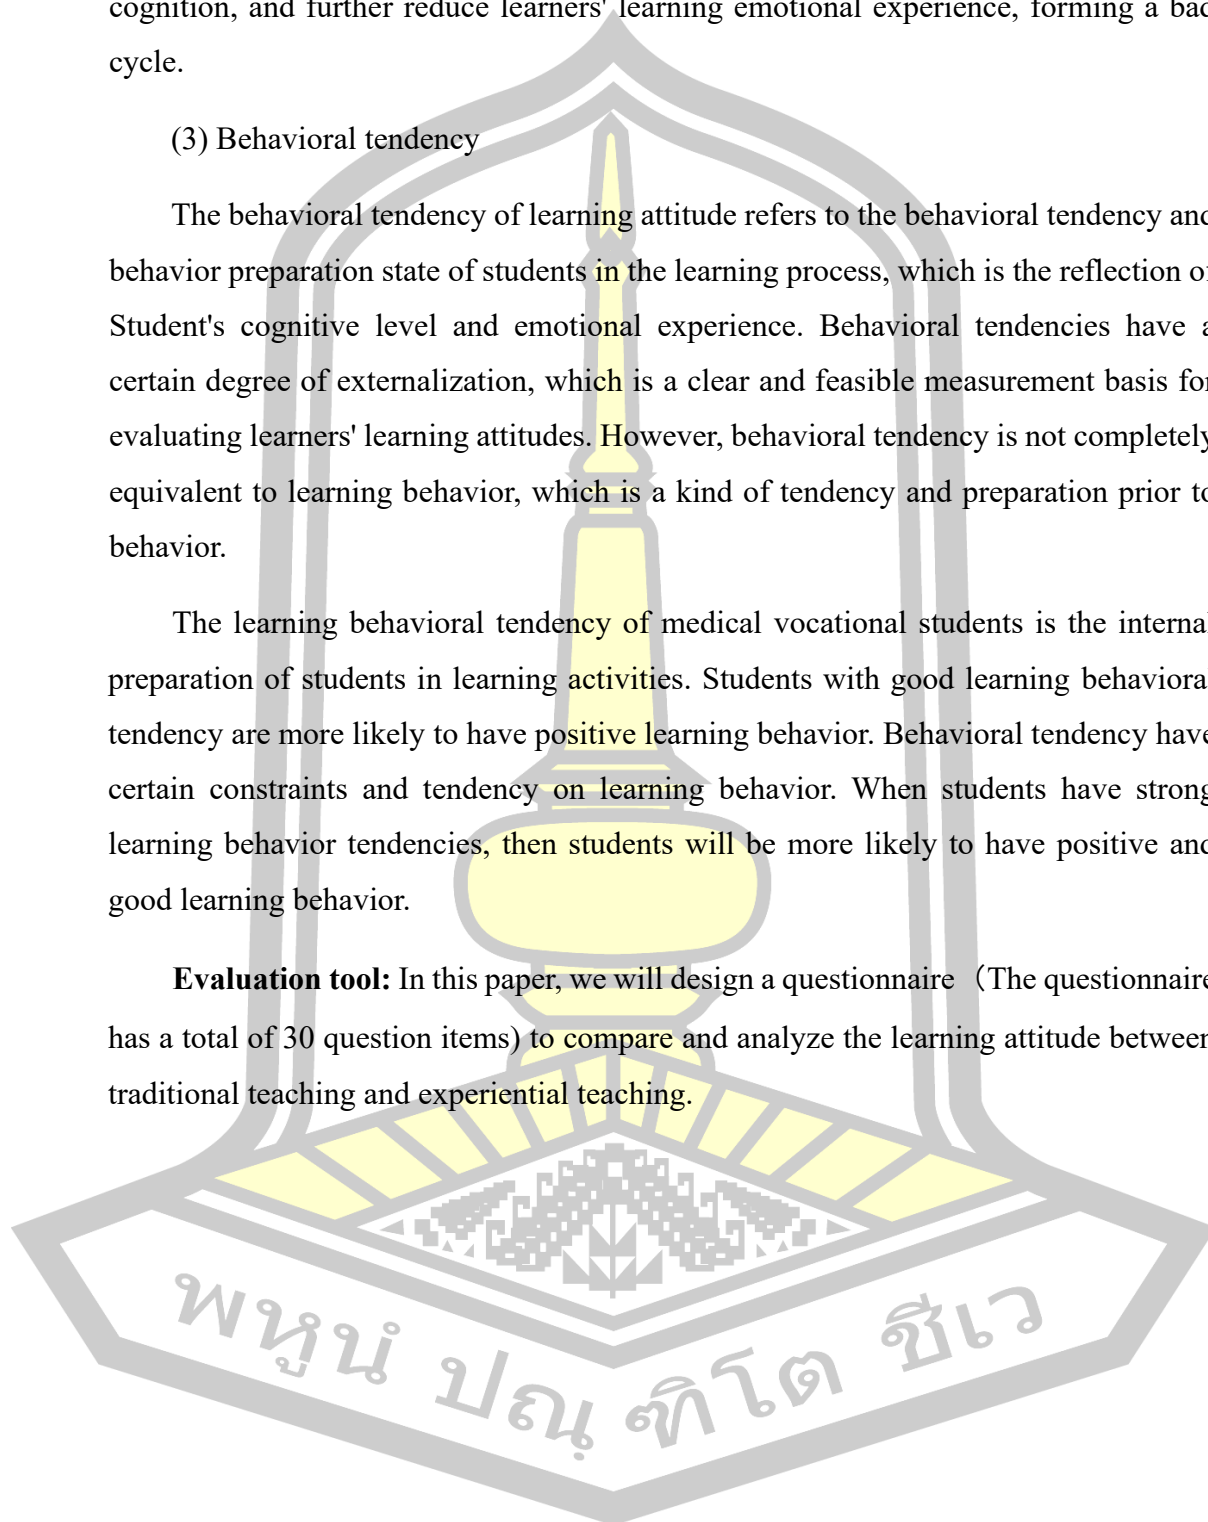 cognition, and further reduce learners' learning emotional experience, forming a bad
cycle.
(3) Behavioral tendency
The behavioral tendency of learning attitude refers to the behavioral tendency and
behavior preparation state of students in the learning process, which is the reflection of
Student's cognitive level and emotional experience. Behavioral tendencies have a
certain degree of externalization, which is a clear and feasible measurement basis for
evaluating learners' learning attitudes. However, behavioral tendency is not completely
equivalent to learning behavior, which is a kind of tendency and preparation prior to
behavior.
The learning behavioral tendency of medical vocational students is the internal
preparation of students in learning activities. Students with good learning behavioral
tendency are more likely to have positive learning behavior. Behavioral tendency have
certain constraints and tendency on learning behavior. When students have strong
learning behavior tendencies, then students will be more likely to have positive and
good learning behavior.
Evaluation tool: In this paper, we will design a questionnaire（The questionnaire
has a total of 30 question items) to compare and analyze the learning attitude between
traditional teaching and experiential teaching.
พหูนํ ปณฺฑิโต ชีเว